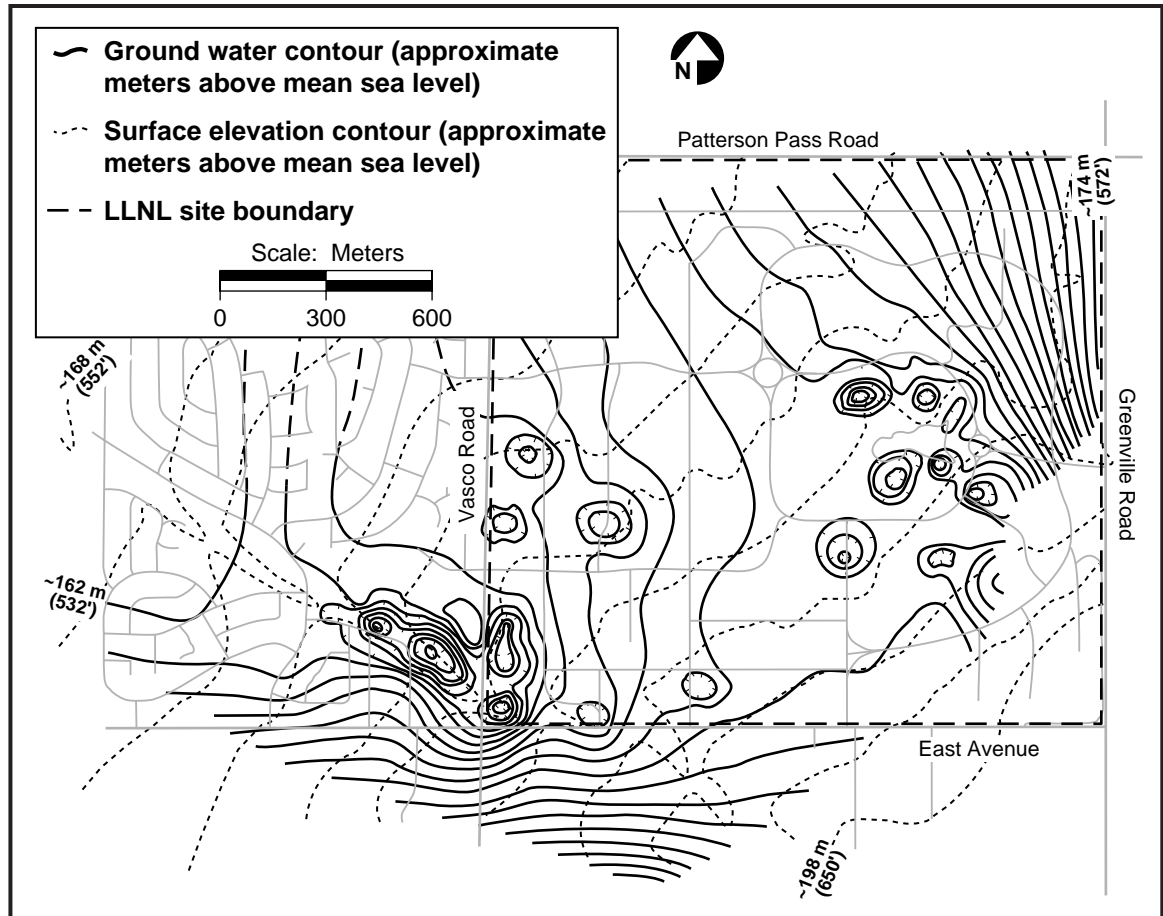 Ground water contour (approximate
meters above mean sea level)
Surface elevation contour (approximate
meters above mean sea level)
LLNL site boundary
Scale: Meters
0 300 600
N
Patterson Pass Road
~174 m
(572')
~168 m
(552')
Vasco Road
Greenville Road
~162 m
(532')
East Avenue
~198 m
(650')